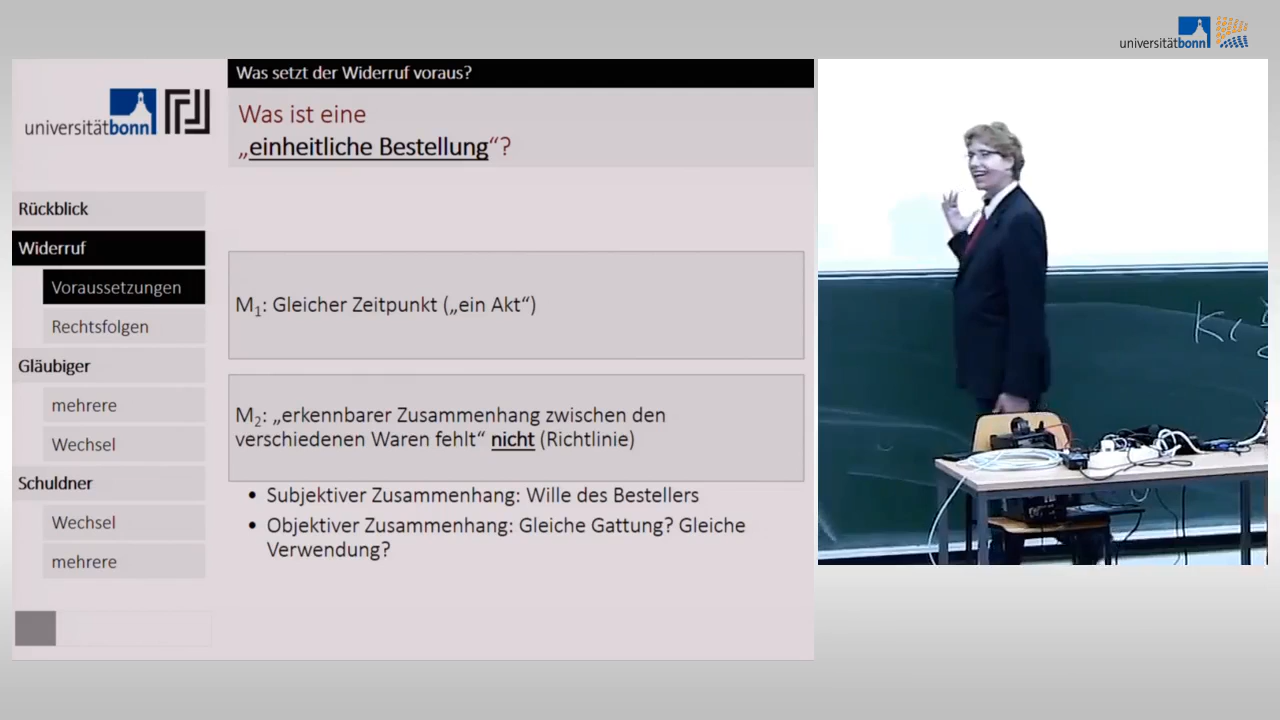 universitätbonn
Was setzt der Widerruf voraus?
universitätbonn
Was ist eine
„einheitliche Bestellung“?
Rückblick
Widerruf
Voraussetzungen
Rechtsfolgen
Gläubiger
mehrere
Wechsel
Schuldner
Wechsel
mehrere
M1: Gleicher Zeitpunkt („ein Akt“)
M2: „erkennbarer Zusammenhang zwischen den
verschiedenen Waren fehlt“ nicht (Richtlinie)
• Subjektiver Zusammenhang: Wille des Bestellers
• Objektiver Zusammenhang: Gleiche Gattung? Gleiche
Verwendung?